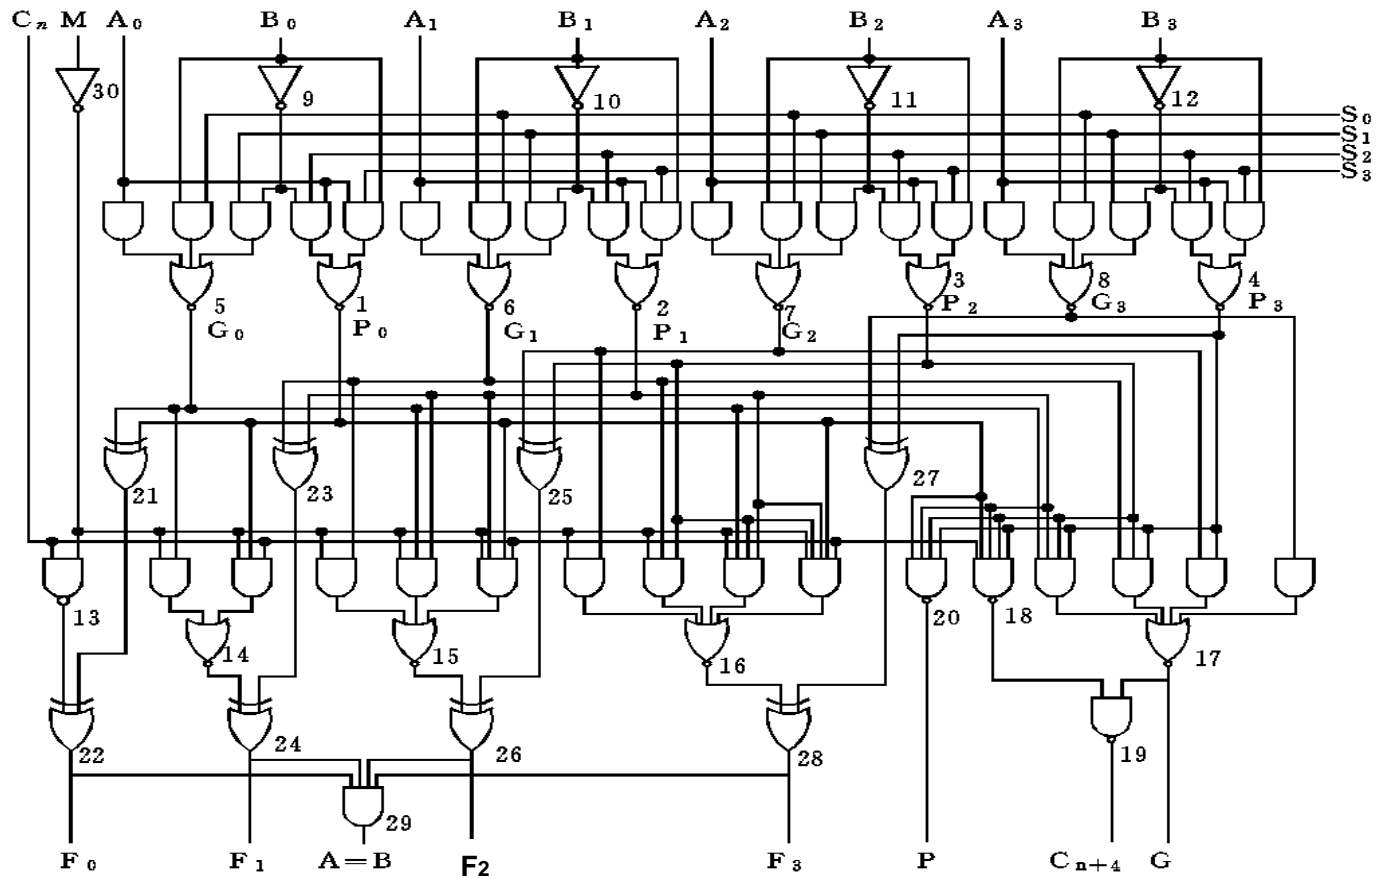 Cₙ M A₀ B₀ A₁ B₁ A₂ B₂ A₃ B₃
30 9 10 11 12
S₀
S₁
S₂
S₃
5 1 6 2 7 3 8 4
G₀ P₀ G₁ P₁ G₂ P₂ G₃ P₃
21 23 25 27
13 20 18
14 15 16 17
22 24 26 28 19
29
F₀ F₁ A=B F2 F₃ P Cₙ₊₄ G